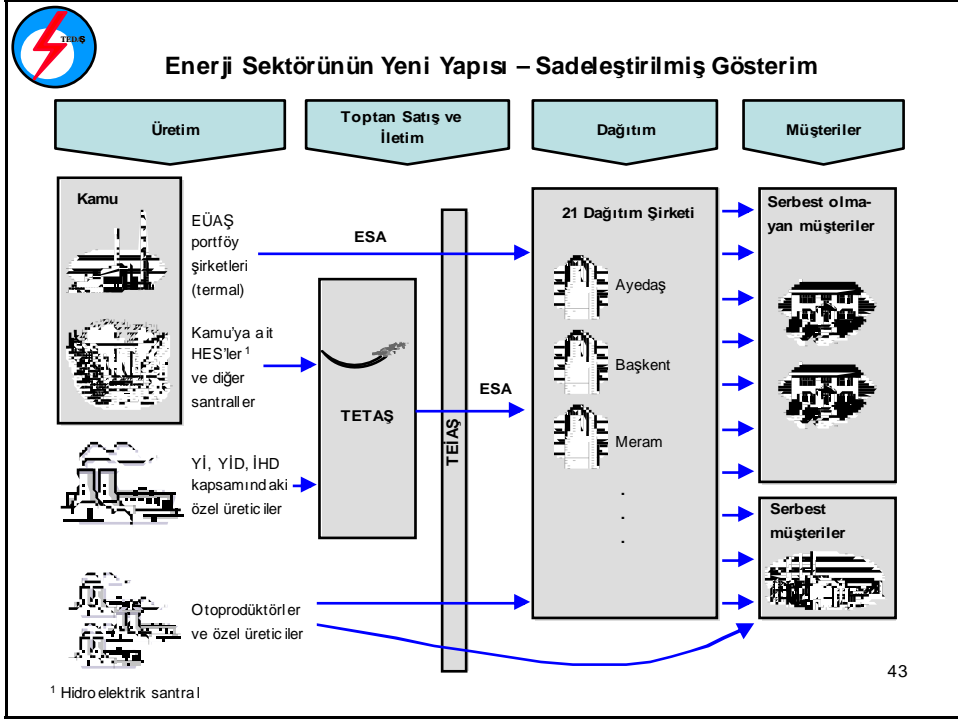 TEDAŞ
Enerji Sektörünün Yeni Yapısı – Sadeleştirilmiş Gösterim
Üretim
Toptan Satış ve
İletim
Dağıtım
Müşteriler
Kamu
EÜAŞ
portföy
şirketleri
(termal)
Kamu'ya ait
HES'ler ¹
ve diğer
santraller
Yİ, YİD, İHD
kapsamındaki
özel üreticiler
Otoprodüktörler
ve özel üreticiler
ESA
TETAŞ
ESA
TEİAŞ
21 Dağıtım Şirketi
Ayedaş
Başkent
Meram
.
.
.
Serbest olma-
yan müşteriler
Serbest
müşteriler
43
¹ Hidroelektrik santral